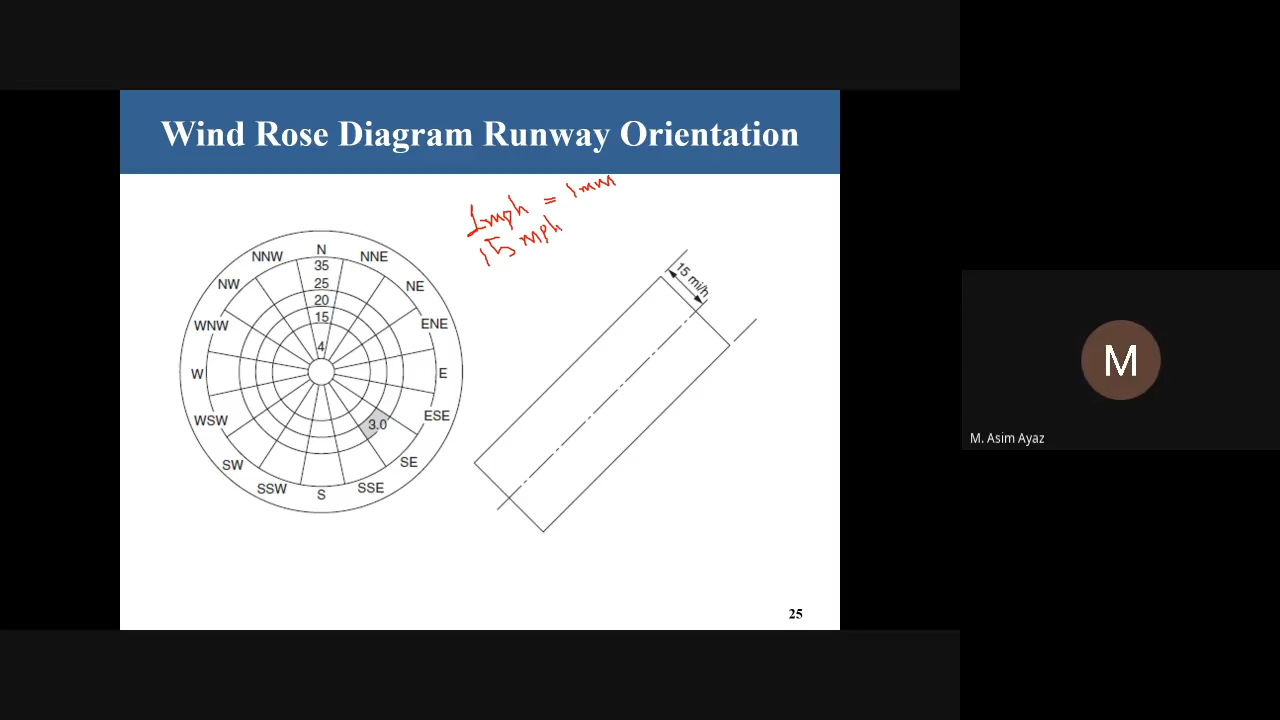 Wind Rose Diagram Runway Orientation
1mph = 1mm
15 mph
N
NNW
NNE
35
NW
25
NE
20
15
WNW
ENE
4
W
E
WSW
3.0
ESE
SW
SE
SSW
S
SSE
15 mi/h
25
M
M. Asim Ayaz